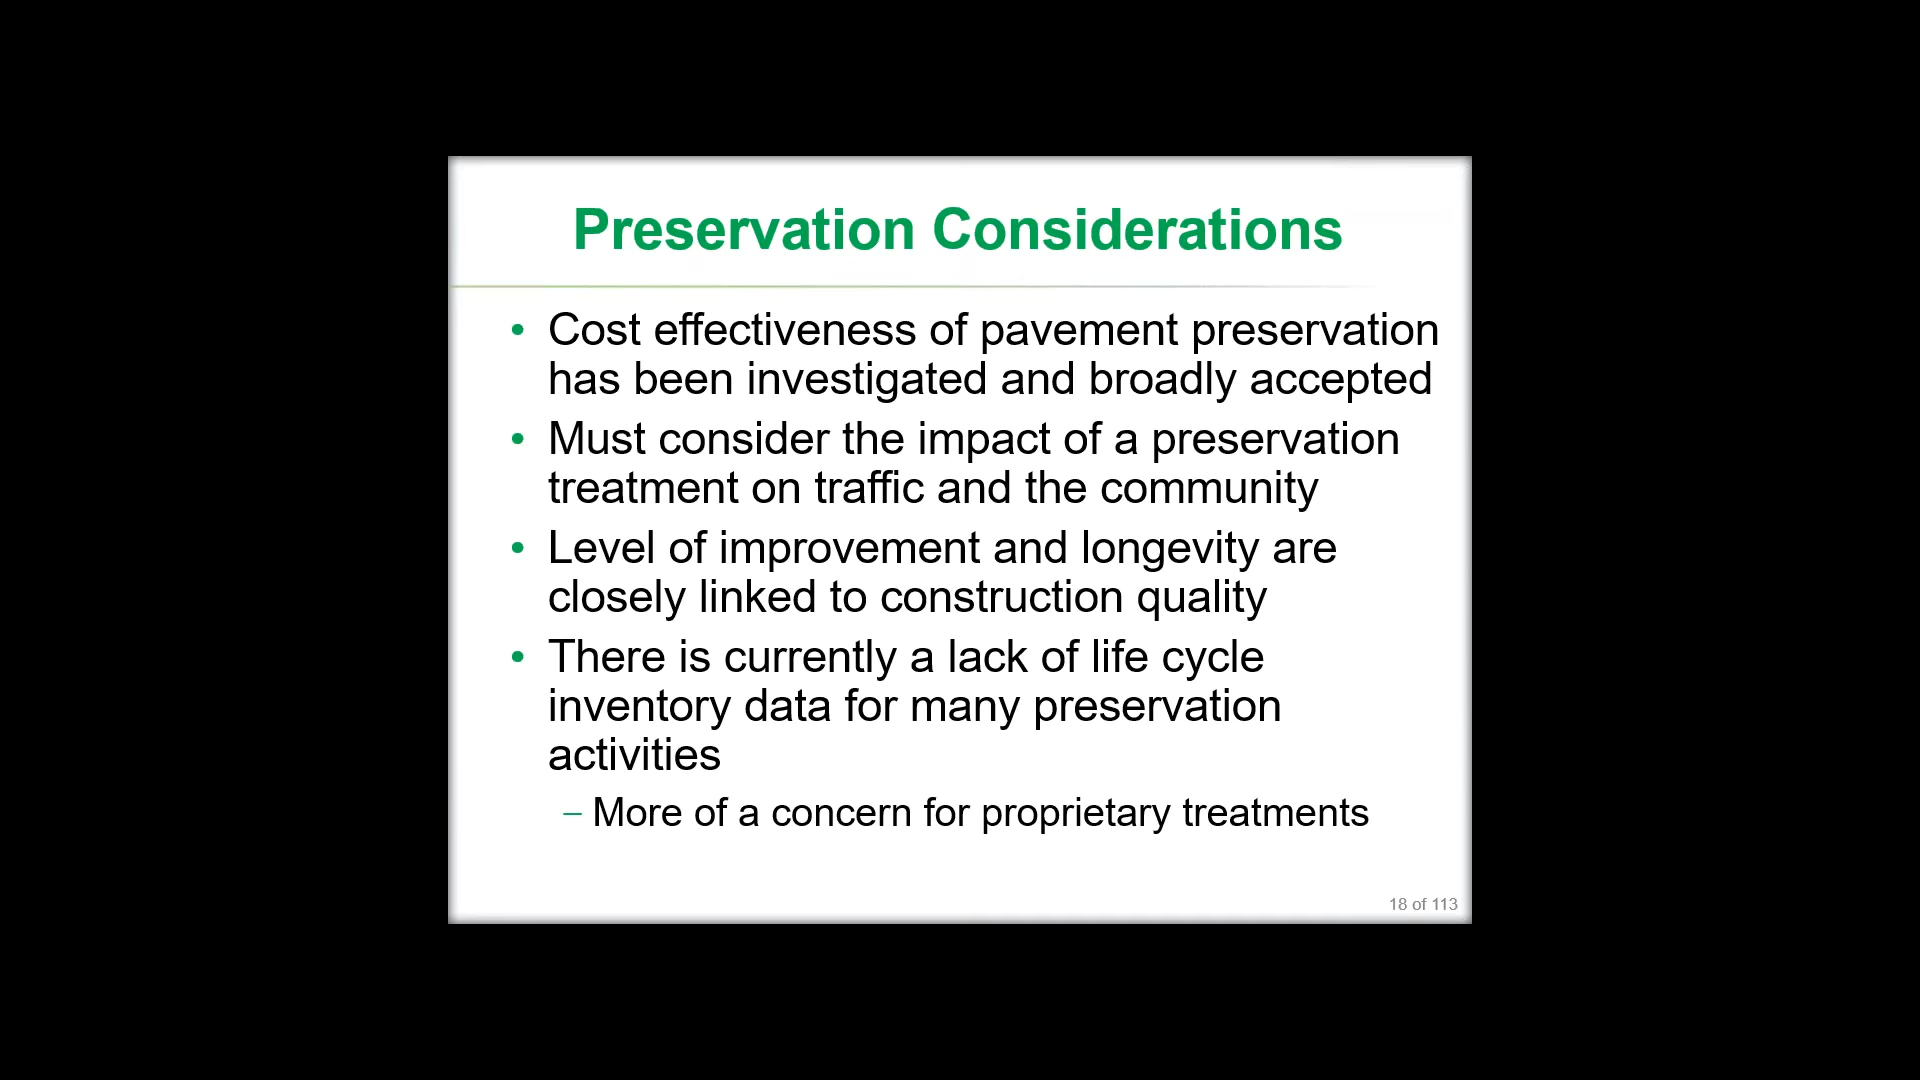 Preservation Considerations
• Cost effectiveness of pavement preservation
has been investigated and broadly accepted
• Must consider the impact of a preservation
treatment on traffic and the community
• Level of improvement and longevity are
closely linked to construction quality
• There is currently a lack of life cycle
inventory data for many preservation
activities
– More of a concern for proprietary treatments
18 of 113